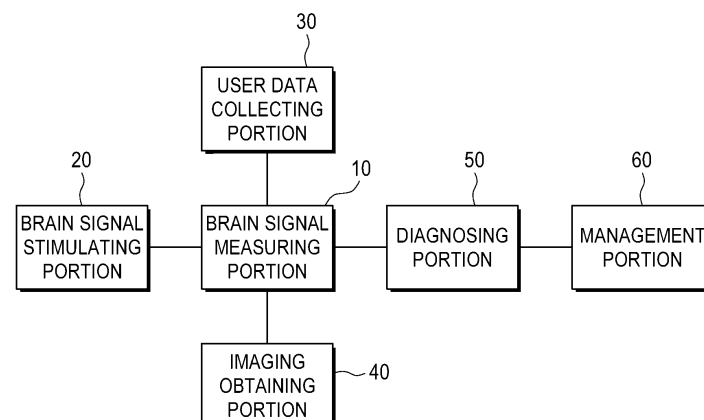 30
USER DATA
COLLECTING
PORTION
20
10
50
60
BRAIN SIGNAL
STIMULATING
PORTION
BRAIN SIGNAL
MEASURING
PORTION
DIAGNOSING
PORTION
MANAGEMENT
PORTION
IMAGING
OBTAINING
PORTION
40